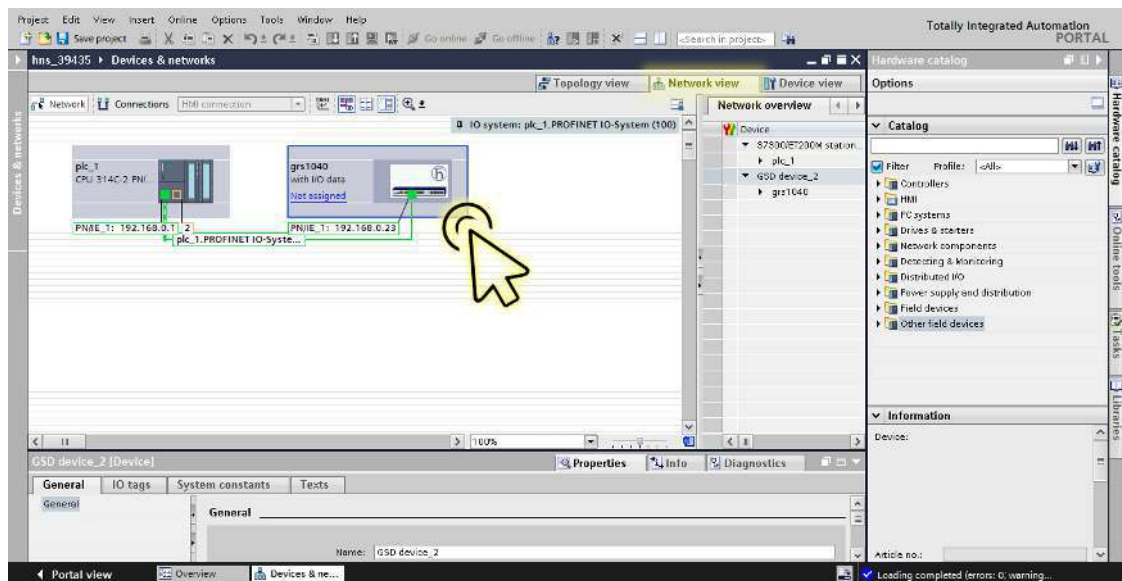 Project Edit View Insert Online Options Tools Window Help
Totally Integrated Automation
PORTAL
Save project
Go online
Go offline
<Search in project>
hns_39435 ▸ Devices & networks
Hardware catalog
Topology view
Network view
Device view
Options
Network
Connections
HMI connection
Network overview
IO system: plc_1.PROFINET IO-System (100)
Catalog
Device
S7300/ET200M station...
plc_1
GSD device_2
grs1040
Filter
Profile:
<All>
Controllers
HMI
PC systems
Drives & starters
Network components
Detecting & Monitoring
Distributed I/O
Power supply and distribution
Field devices
Other field devices
plc_1
CPU 314C-2 PN/...
grs1040
with I/O data
Not assigned
PN/IE_1: 192.168.0.1
2
PN/IE_1: 192.168.0.23
plc_1.PROFINET IO-Syste...
Devices & networks
Hardware catalog
Online tools
Tasks
Libraries
100%
Information
Device:
Article no.:
GSD device_2 [Device]
Properties
Info
Diagnostics
General
IO tags
System constants
Texts
General
General
Name:
GSD device_2
Portal view
Overview
Devices & ne...
Loading completed (errors: 0; warning...